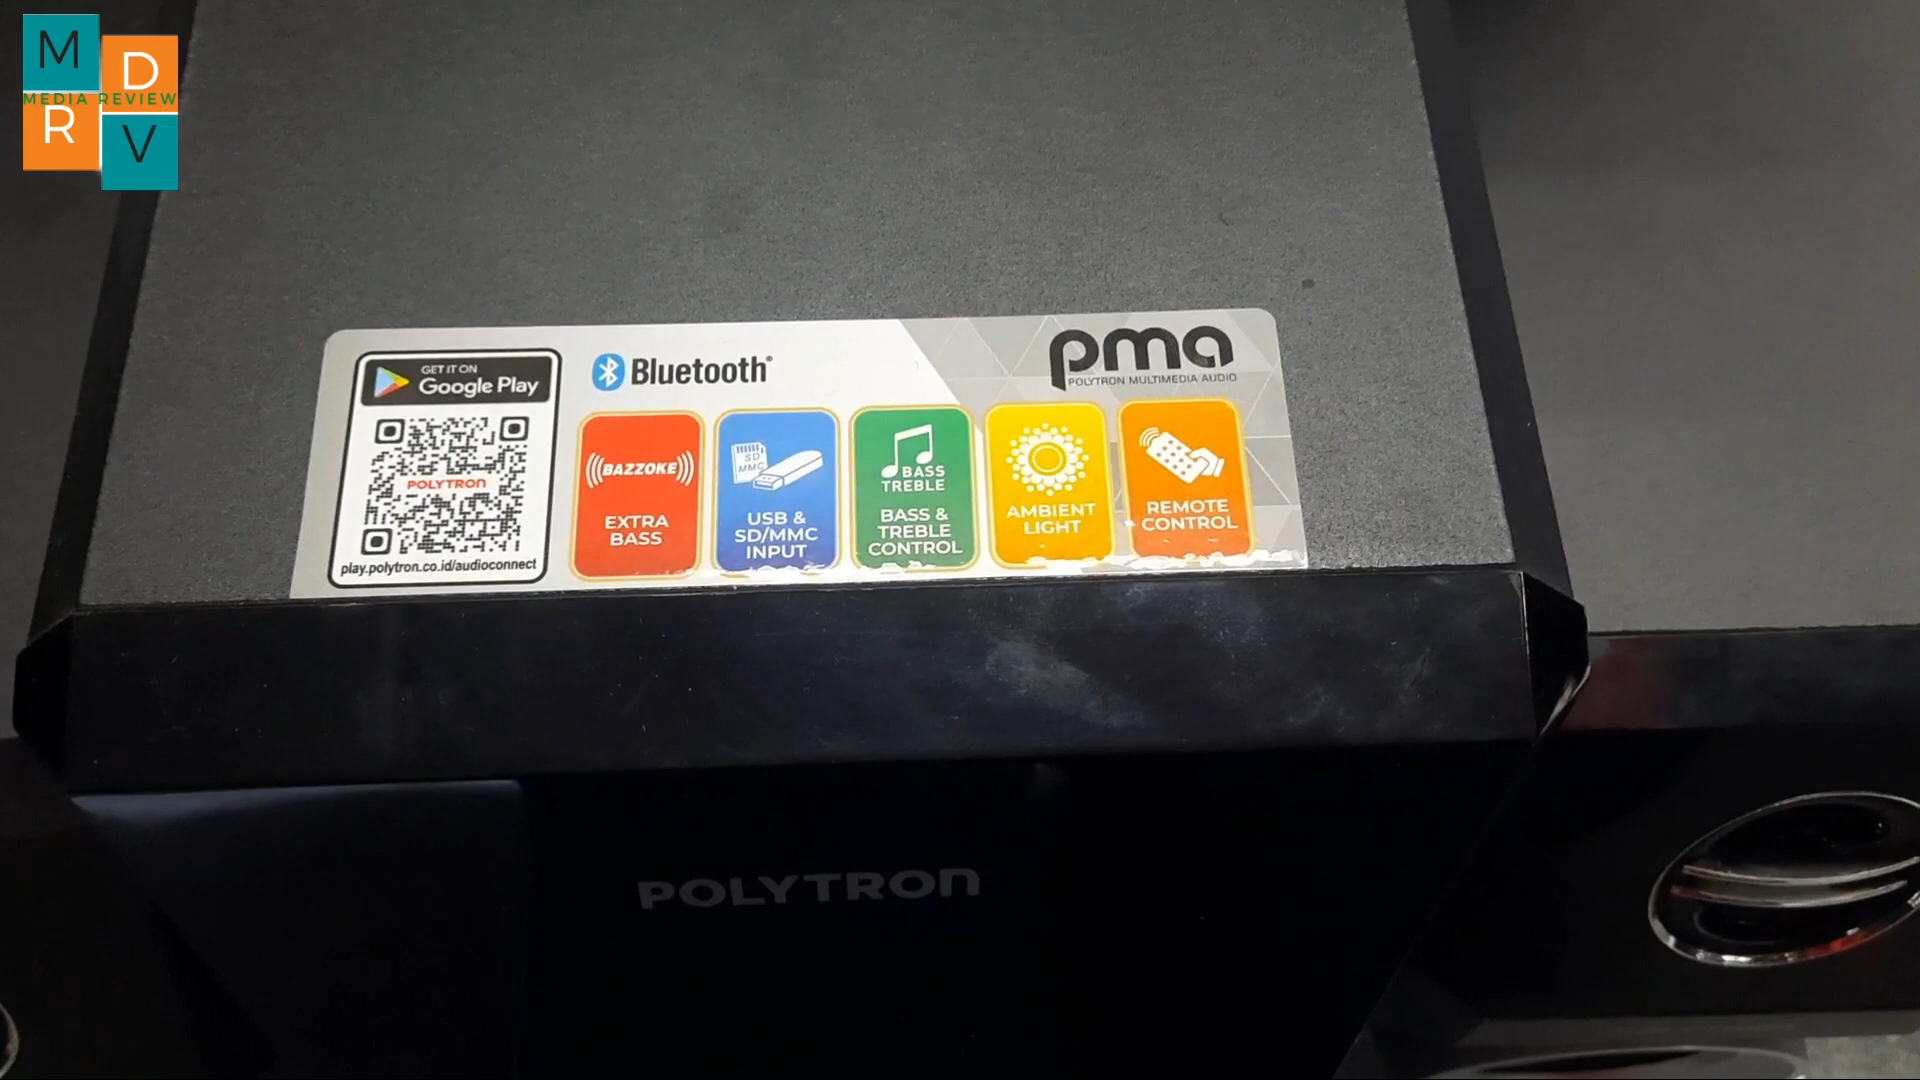 M
D
MEDIA REVIEW
R
V
GET IT ON
Google Play
POLYTRON
play.polytron.co.id/audioconnect
Bluetooth®
pma
POLYTRON MULTIMEDIA AUDIO
BAZZOKE
EXTRA
BASS
SD
MMC
USB &
SD/MMC
INPUT
BASS
TREBLE
BASS &
TREBLE
CONTROL
AMBIENT
LIGHT
REMOTE
CONTROL
POLYTRON